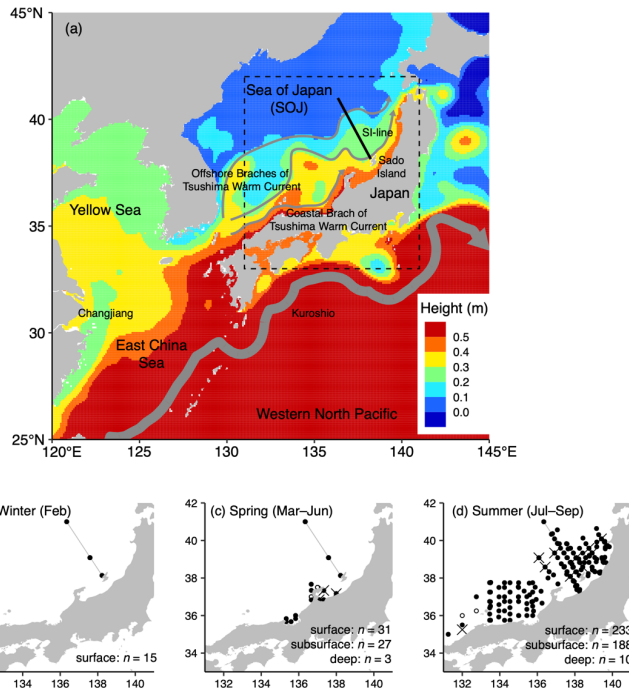 45°N
(a)
Sea of Japan
(SOJ)
40
SI-line
Sado
Island
Offshore Braches of
Tsushima Warm Current
Japan
Yellow Sea
Coastal Brach of
Tsushima Warm Current
35
Height (m)
Changjiang
Kuroshio
0.5
30
0.4
East China
Sea
0.3
0.2
0.1
Western North Pacific
0.0
25°N
120°E
125
130
135
140
145°E
Winter (Feb)
surface: n = 15
134
136
138
140
42
(c) Spring (Mar–Jun)
40
38
36
34
surface: n = 31
subsurface: n = 27
deep: n = 3
132
134
136
138
140
42
(d) Summer (Jul–Sep)
40
38
36
34
surface: n = 233
subsurface: n = 188
deep: n = 10
132
134
136
138
140